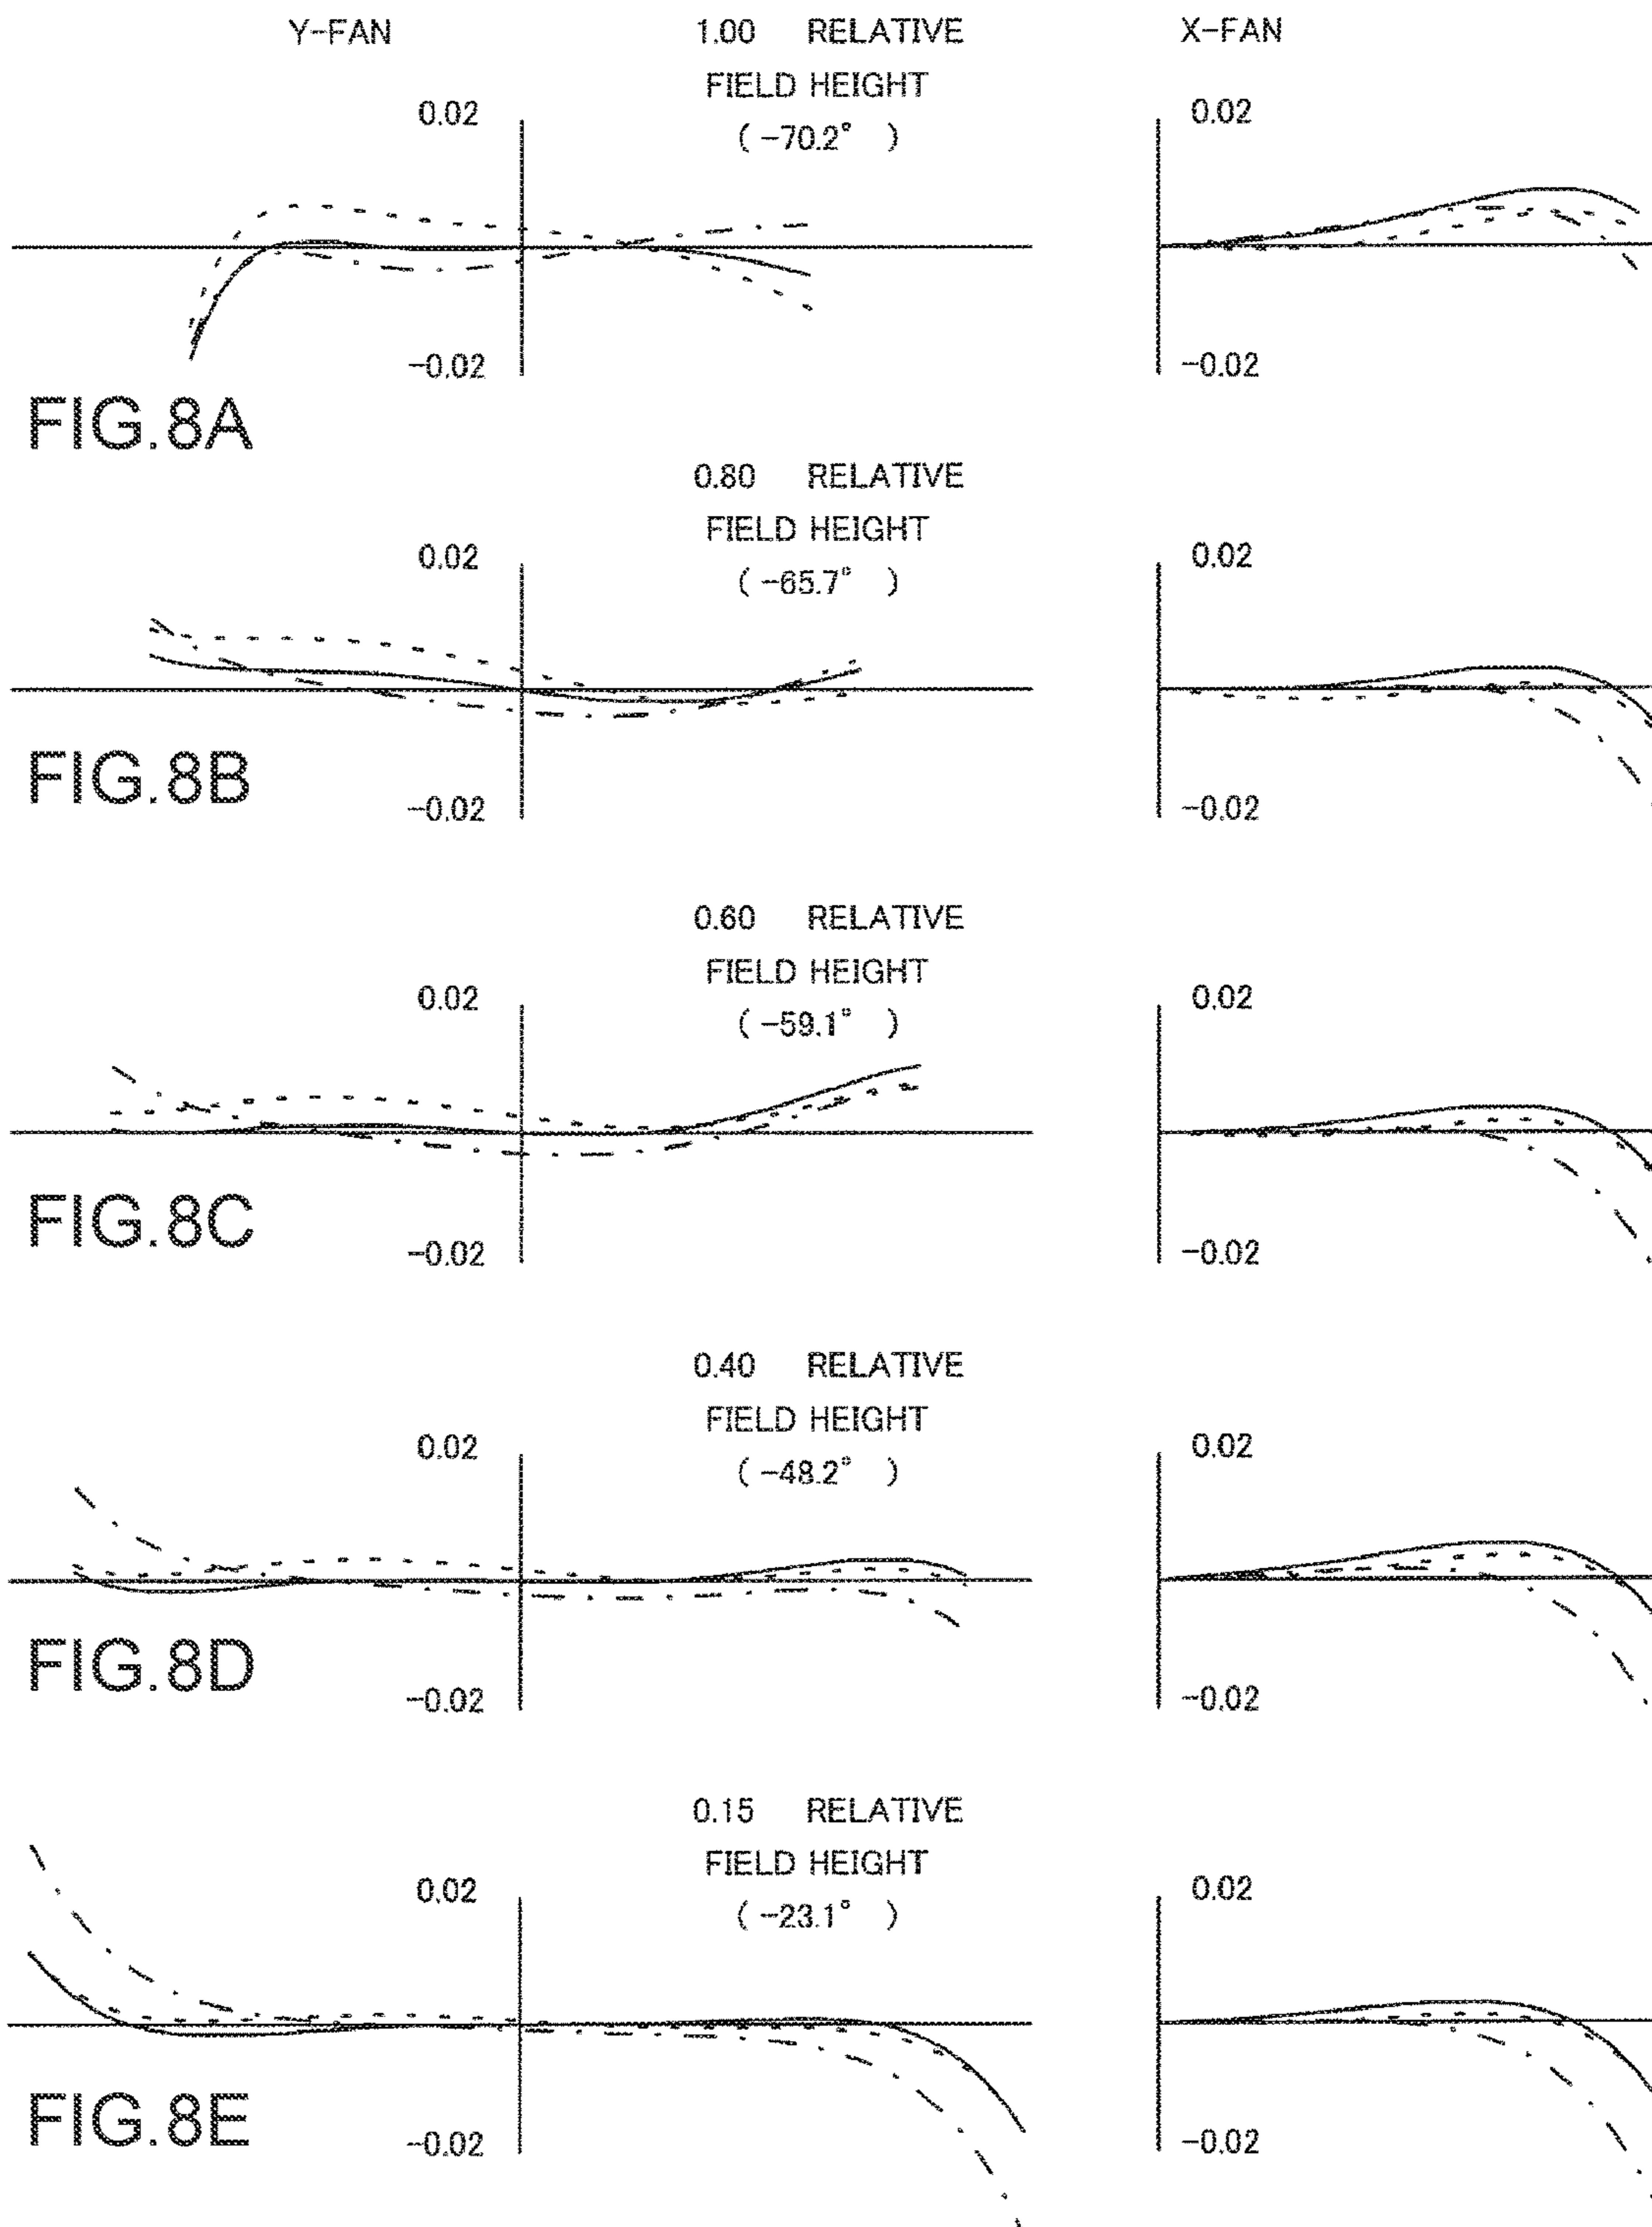 Y-FAN 1.00 RELATIVE X-FAN
FIELD HEIGHT
0.02 ( -70.2° ) 0.02
-0.02 -0.02
FIG.8A
0.80 RELATIVE
FIELD HEIGHT
0.02 ( -65.7° ) 0.02
FIG.8B
-0.02 -0.02
0.60 RELATIVE
FIELD HEIGHT
0.02 ( -59.1° ) 0.02
FIG.8C
-0.02 -0.02
0.40 RELATIVE
FIELD HEIGHT
0.02 ( -48.2° ) 0.02
FIG.8D
-0.02 -0.02
0.15 RELATIVE
FIELD HEIGHT
0.02 ( -23.1° ) 0.02
FIG.8E
-0.02 -0.02